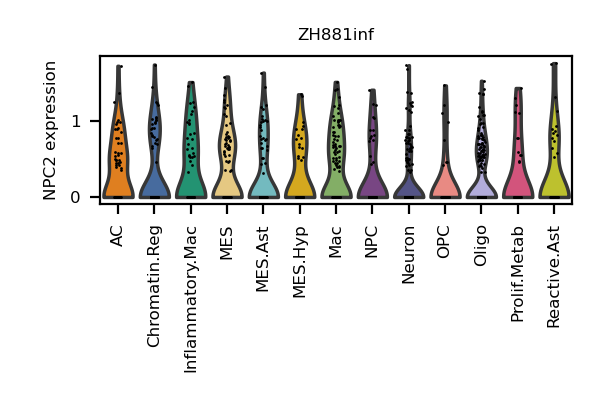 ZH881inf
NPC2 expression
1
0
AC
Chromatin.Reg
Inflammatory.Mac
MES
MES.Ast
MES.Hyp
Mac
NPC
Neuron
OPC
Oligo
Prolif.Metab
Reactive.Ast